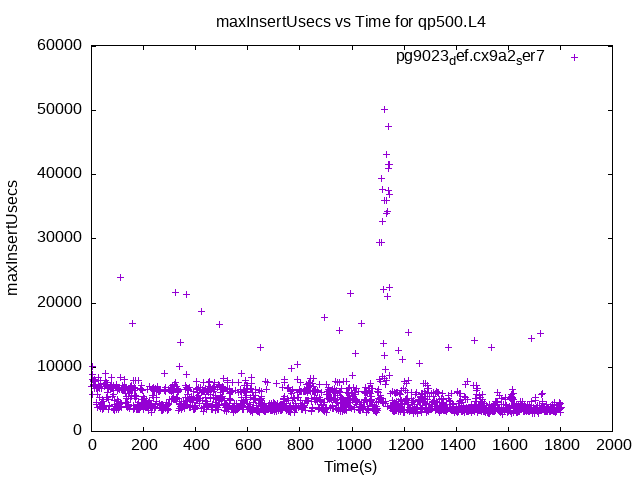 maxInsertUsecs vs Time for qp500.L4
pg9023def.cx9a2ser7
60000
50000
40000
30000
20000
10000
0
maxInsertUsecs
0 200 400 600 800 1000 1200 1400 1600 1800 2000
Time(s)